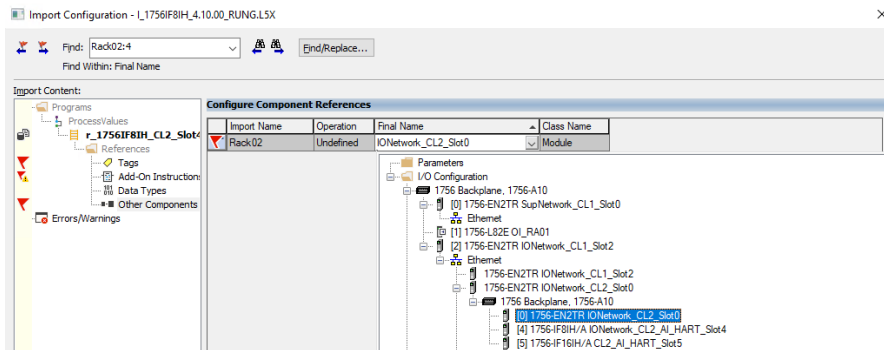 Import Configuration - I_1756IF8IH_4.10.00_RUNG.L5X
Find: Rack02:4 Find/Replace...
Find Within: Final Name
Import Content:
Programs
ProcessValues
r_1756IF8IH_CL2_Slot4
References
Tags
Add-On Instructions
Data Types
Other Components
Errors/Warnings
Configure Component References
Import Name Operation Final Name Class Name
Rack02 Undefined IONetwork_CL2_Slot0 Module
Parameters
I/O Configuration
1756 Backplane, 1756-A10
[0] 1756-EN2TR SupNetwork_CL1_Slot0
Ethernet
[1] 1756-L82E OI_RA01
[2] 1756-EN2TR IONetwork_CL1_Slot2
Ethernet
1756-EN2TR IONetwork_CL1_Slot2
1756-EN2TR IONetwork_CL2_Slot0
1756 Backplane, 1756-A10
[0] 1756-EN2TR IONetwork_CL2_Slot0
[4] 1756-IF8IH/A IONetwork_CL2_AI_HART_Slot4
[5] 1756-IF16IH/A CL2_AI_HART_Slot5